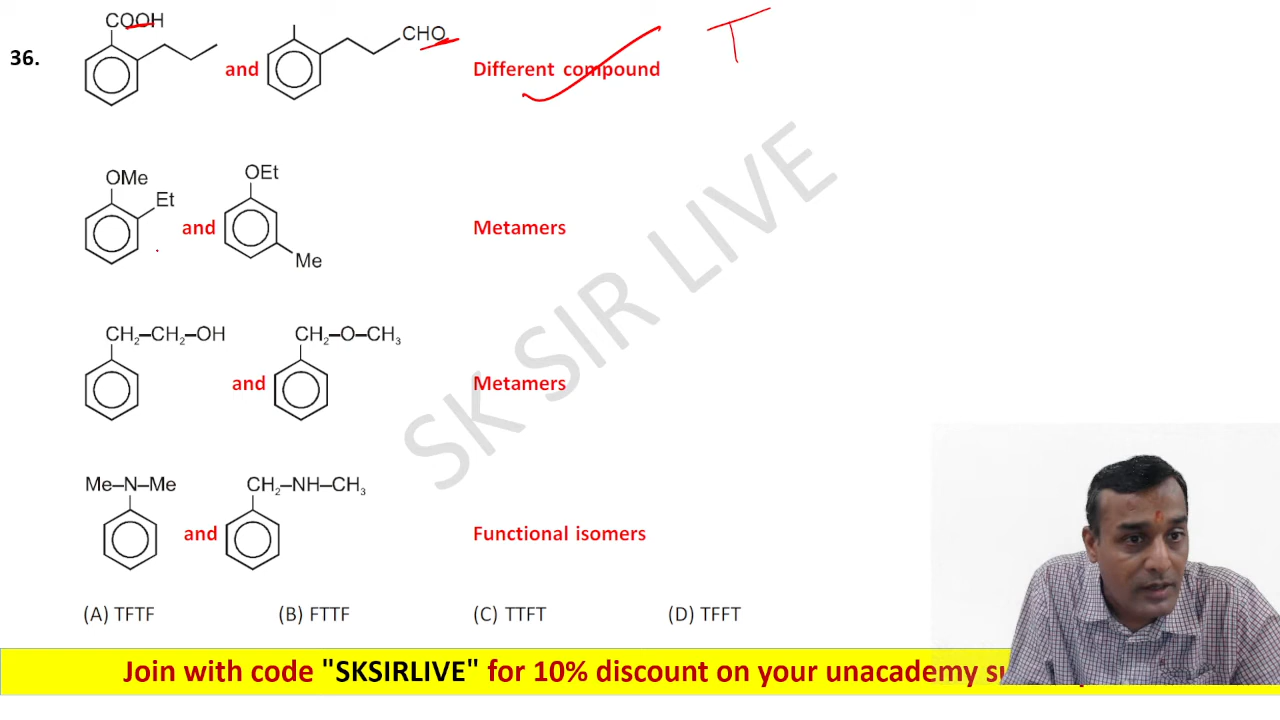 36.
COOH
and
CHO
Different compound
T
OMe
Et
and
OEt
Me
Metamers
CH₂–CH₂–OH
and
CH₂–O–CH₃
Metamers
Me–N–Me
and
CH₂–NH–CH₃
Functional isomers
SK SIR LIVE
(A) TFTF (B) FTTF (C) TTFT (D) TFFT
Join with code "SKSIRLIVE" for 10% discount on your unacademy